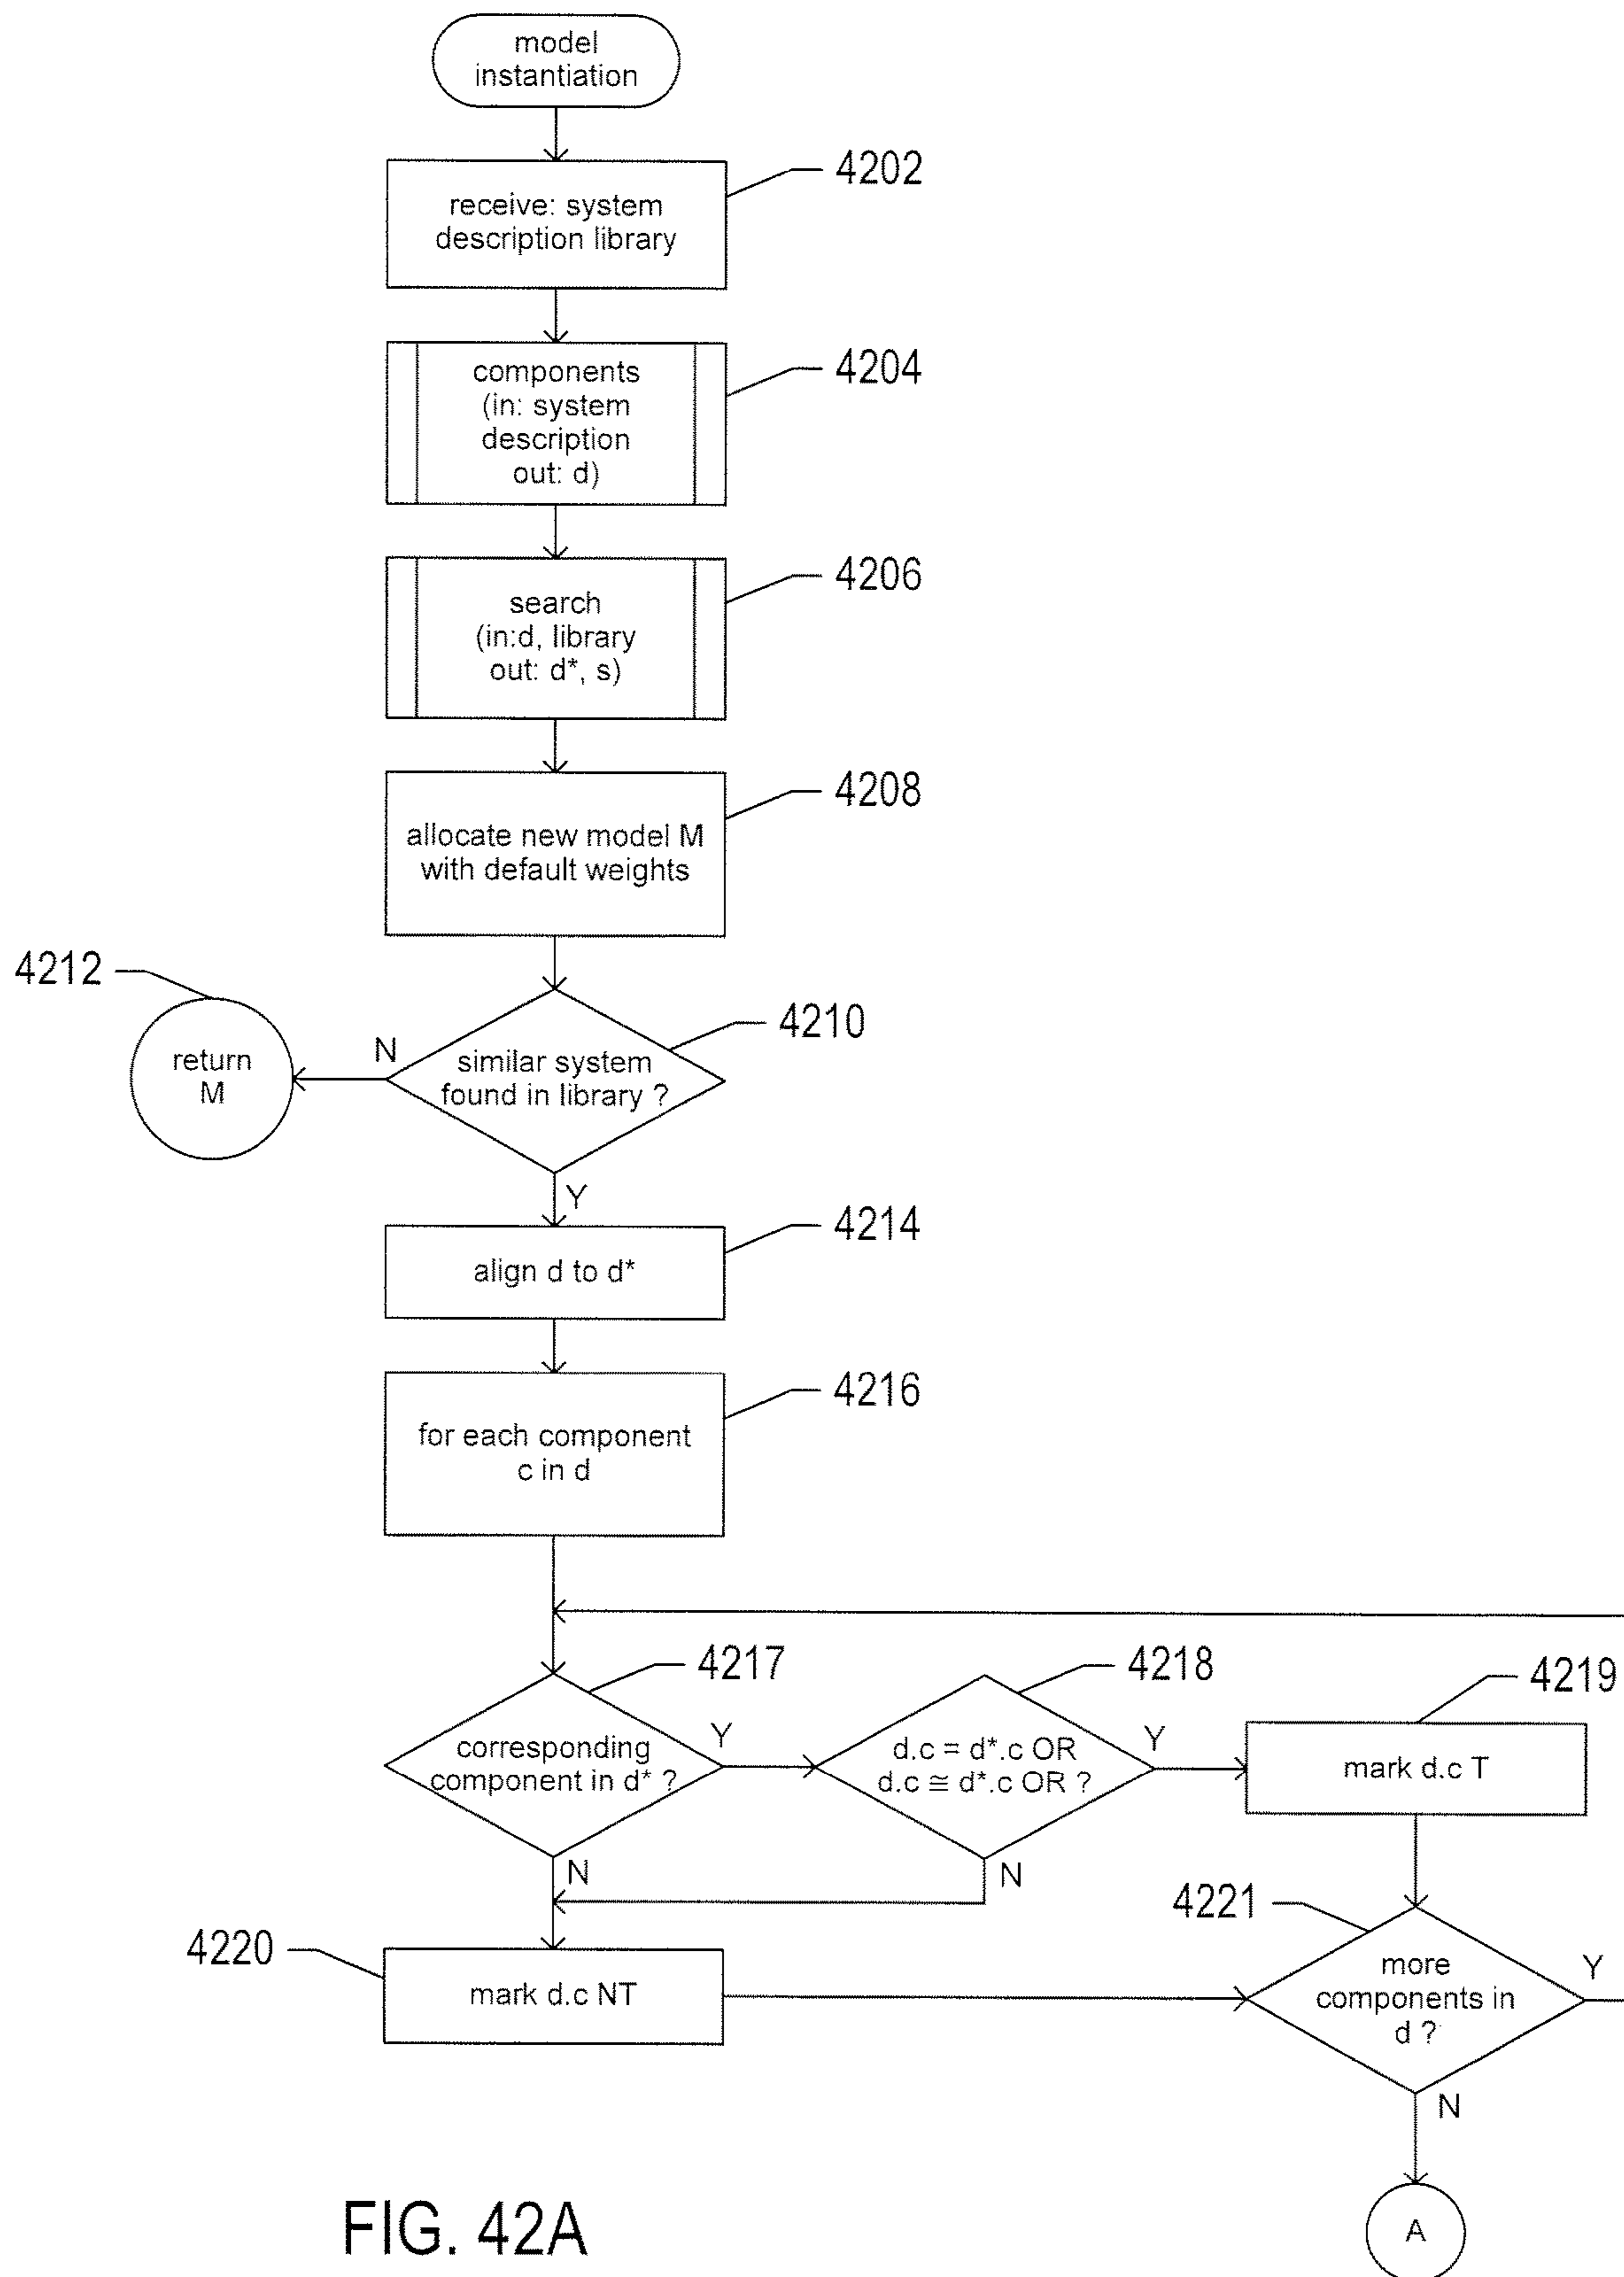 model
instantiation
4202
receive: system
description library
4204
components
(in: system
description
out: d)
4206
search
(in:d, library
out: d*, s)
4208
allocate new model M
with default weights
4212
return
M
N
4210
similar system
found in library ?
Y
4214
align d to d*
4216
for each component
c in d
4217
corresponding
component in d* ?
Y
N
4218
d.c = d*.c OR
d.c ≅ d*.c OR ?
Y
N
4219
mark d.c T
4220
mark d.c NT
4221
more
components in
d ?
Y
N
A
FIG. 42A